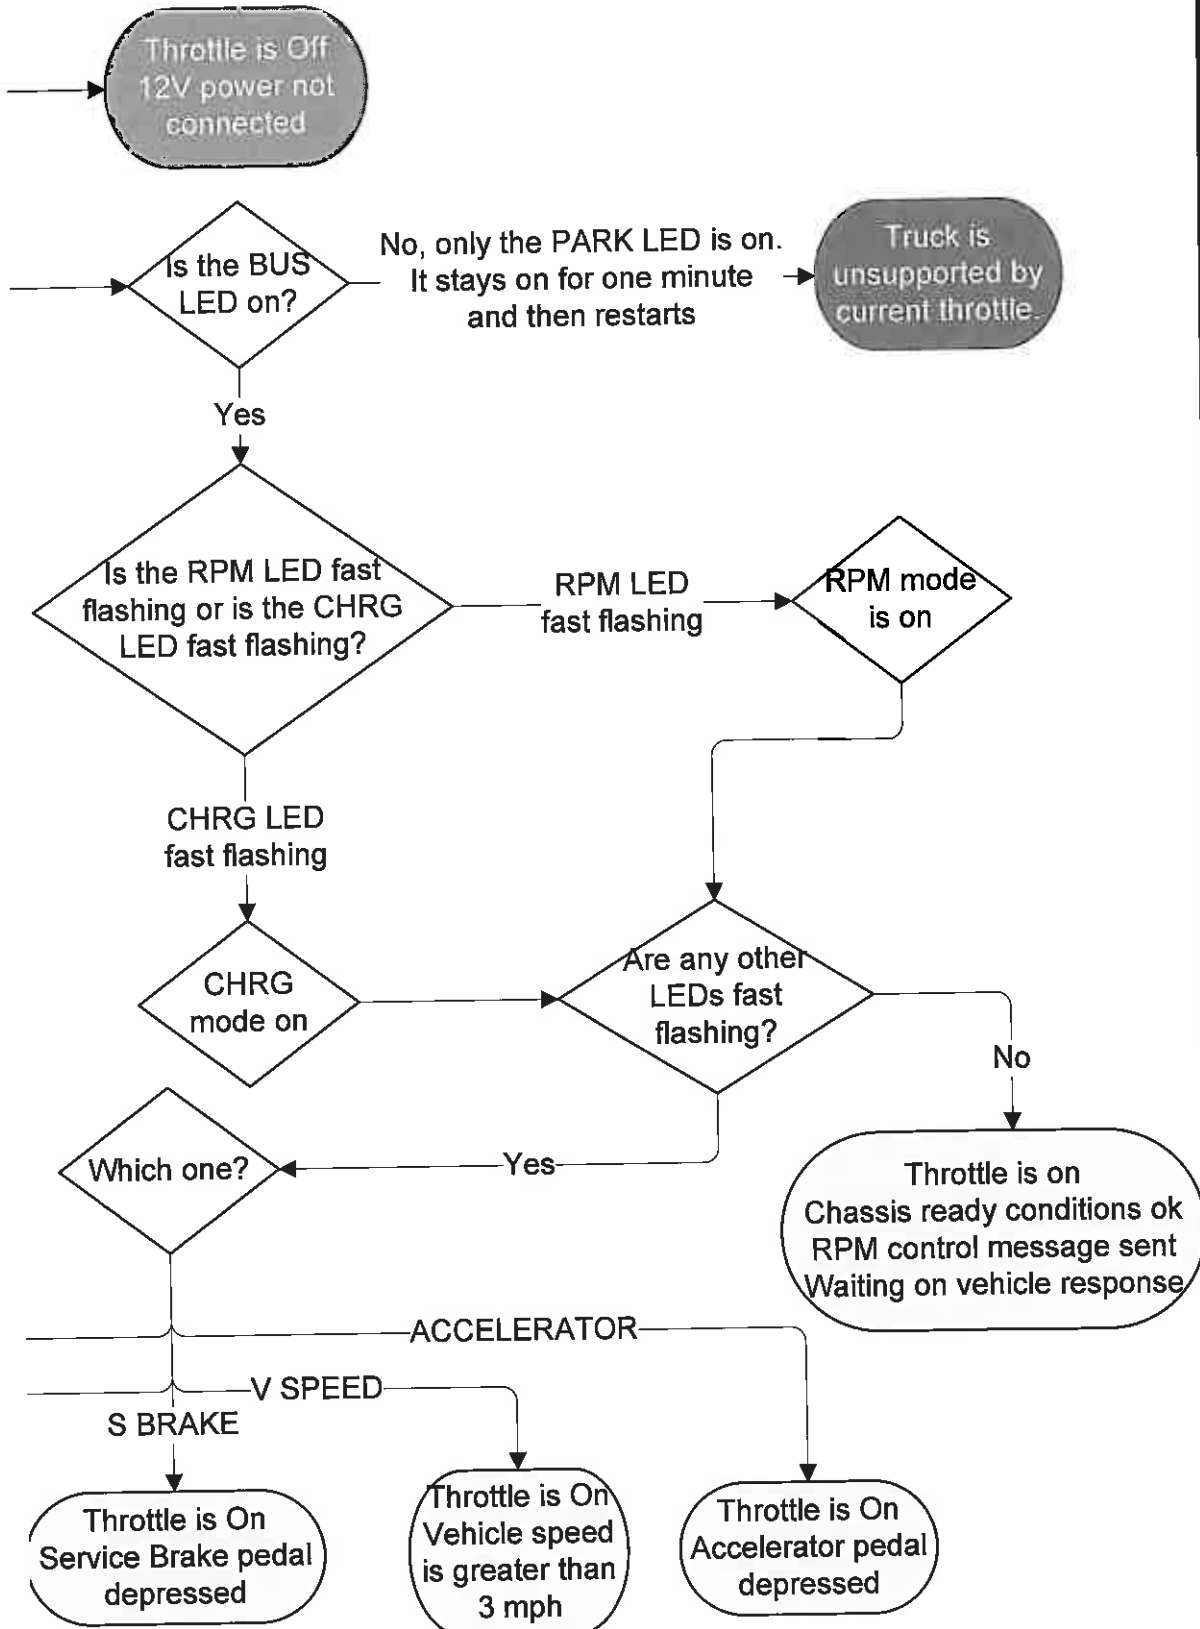 Throttle is Off
12V power not
connected
Is the BUS
LED on?
No, only the PARK LED is on.
It stays on for one minute
and then restarts
Truck is
unsupported by
current throttle.
Yes
Is the RPM LED fast
flashing or is the CHRG
LED fast flashing?
RPM LED
fast flashing
RPM mode
is on
CHRG LED
fast flashing
CHRG
mode on
Are any other
LEDs fast
flashing?
No
Which one?
Yes
Throttle is on
Chassis ready conditions ok
RPM control message sent
Waiting on vehicle response
ACCELERATOR
V SPEED
S BRAKE
Throttle is On
Service Brake pedal
depressed
Throttle is On
Vehicle speed
is greater than
3 mph
Throttle is On
Accelerator pedal
depressed